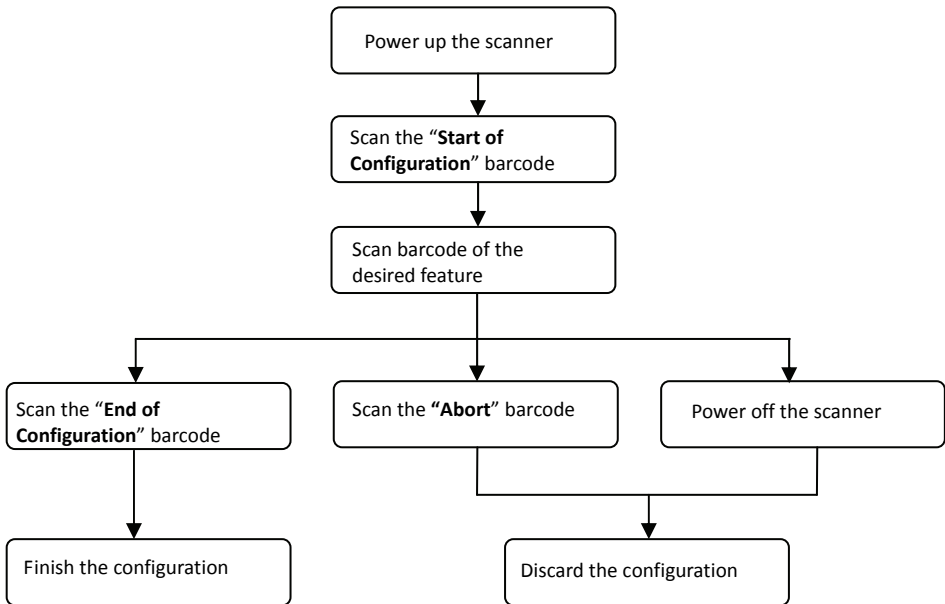 Power up the scanner
Scan the “Start of
Configuration” barcode
Scan barcode of the
desired feature
Scan the “End of
Configuration” barcode
Scan the “Abort” barcode
Power off the scanner
Finish the configuration
Discard the configuration